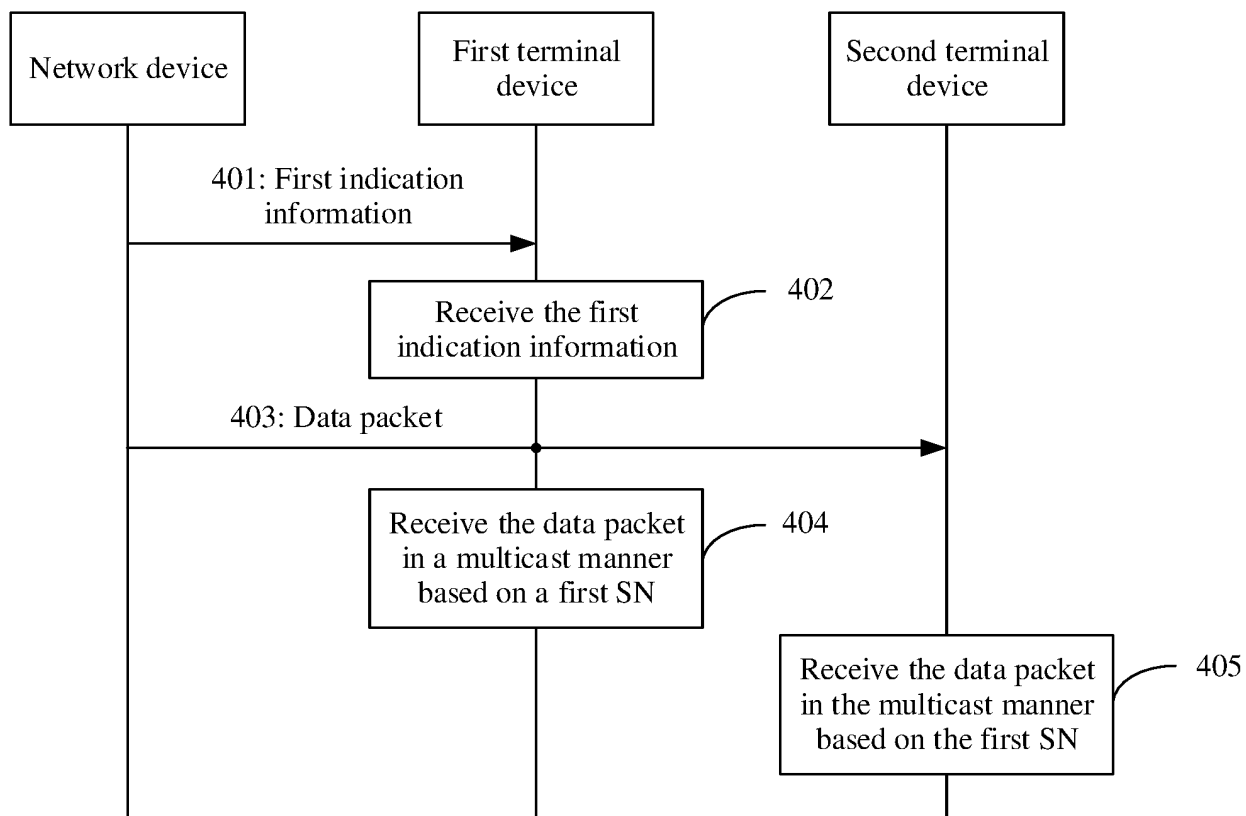 Network device
First terminal
device
Second terminal
device
401: First indication
information
Receive the first
indication information
402
403: Data packet
Receive the data packet
in a multicast manner
based on a first SN
404
Receive the data packet
in the multicast manner
based on the first SN
405